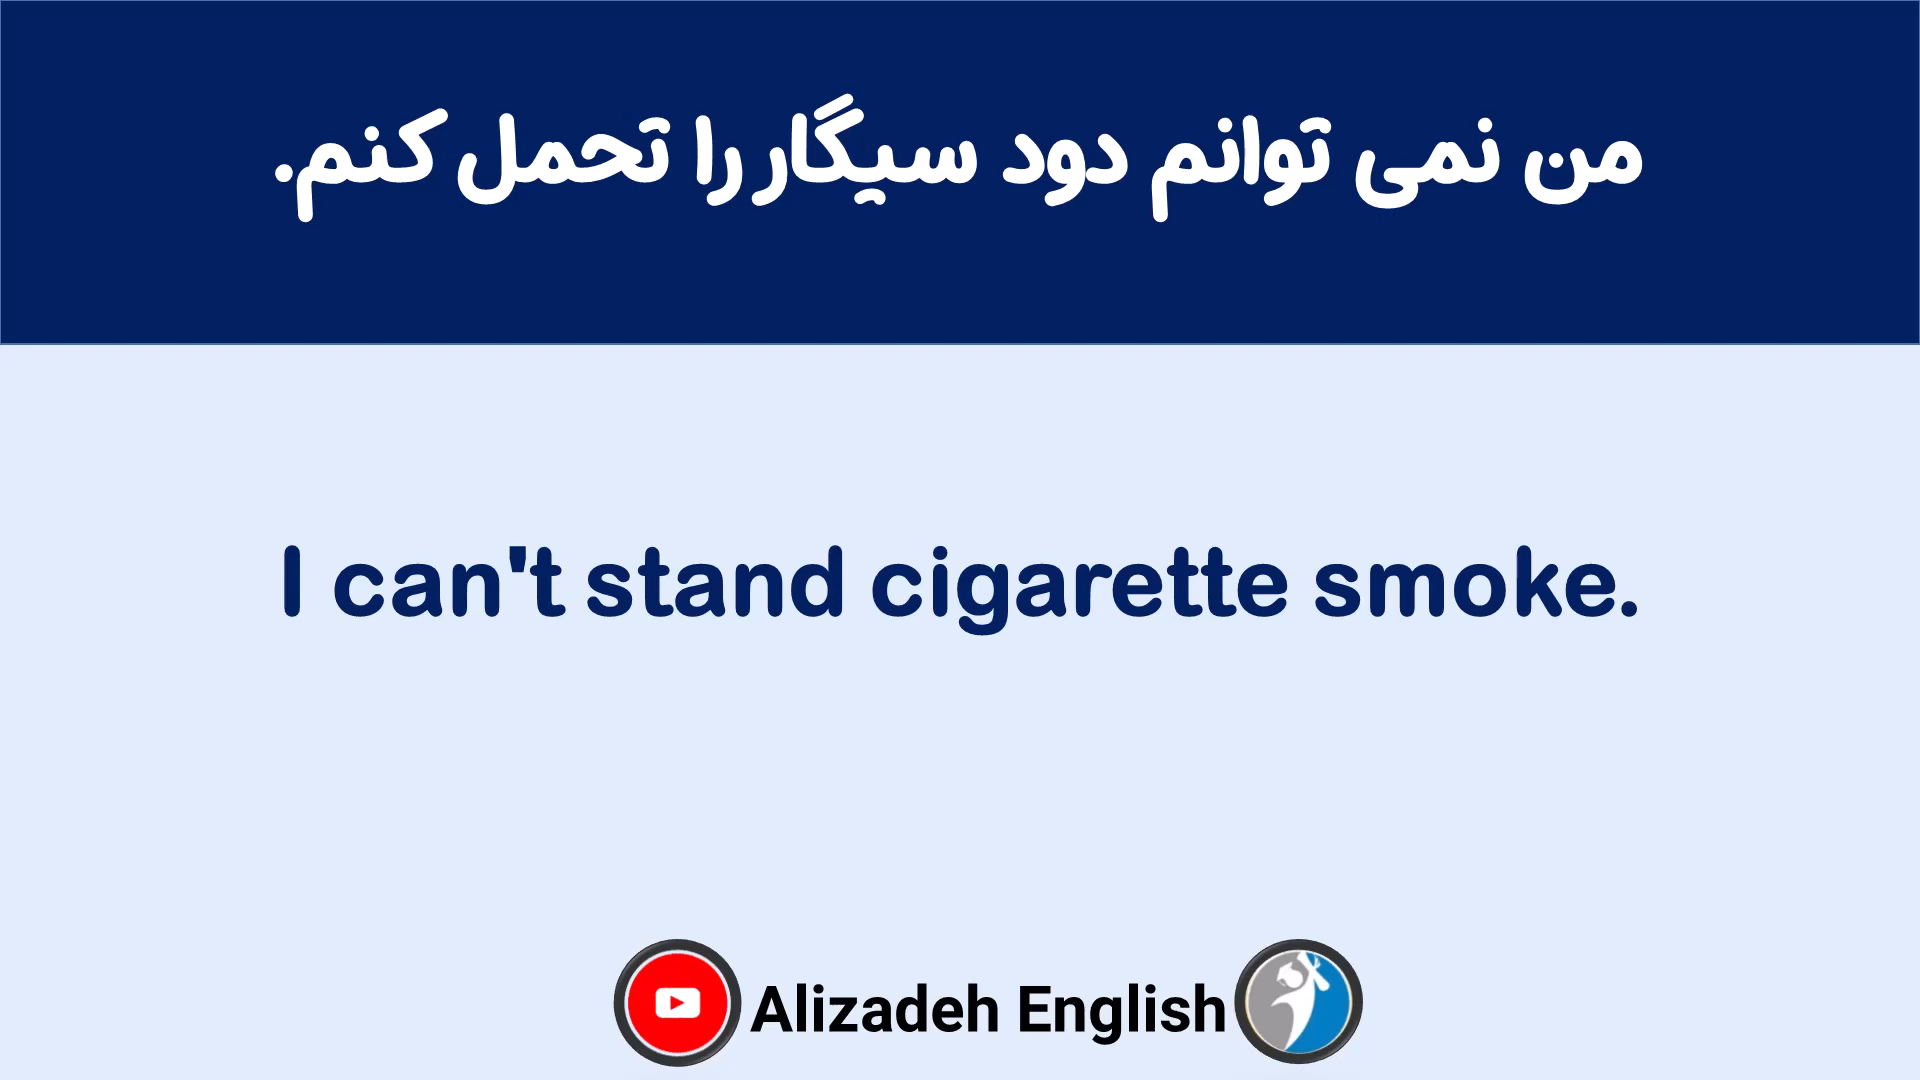 من نمی توانم دود سیگار را تحمل کنم.
I can't stand cigarette smoke.
Alizadeh English